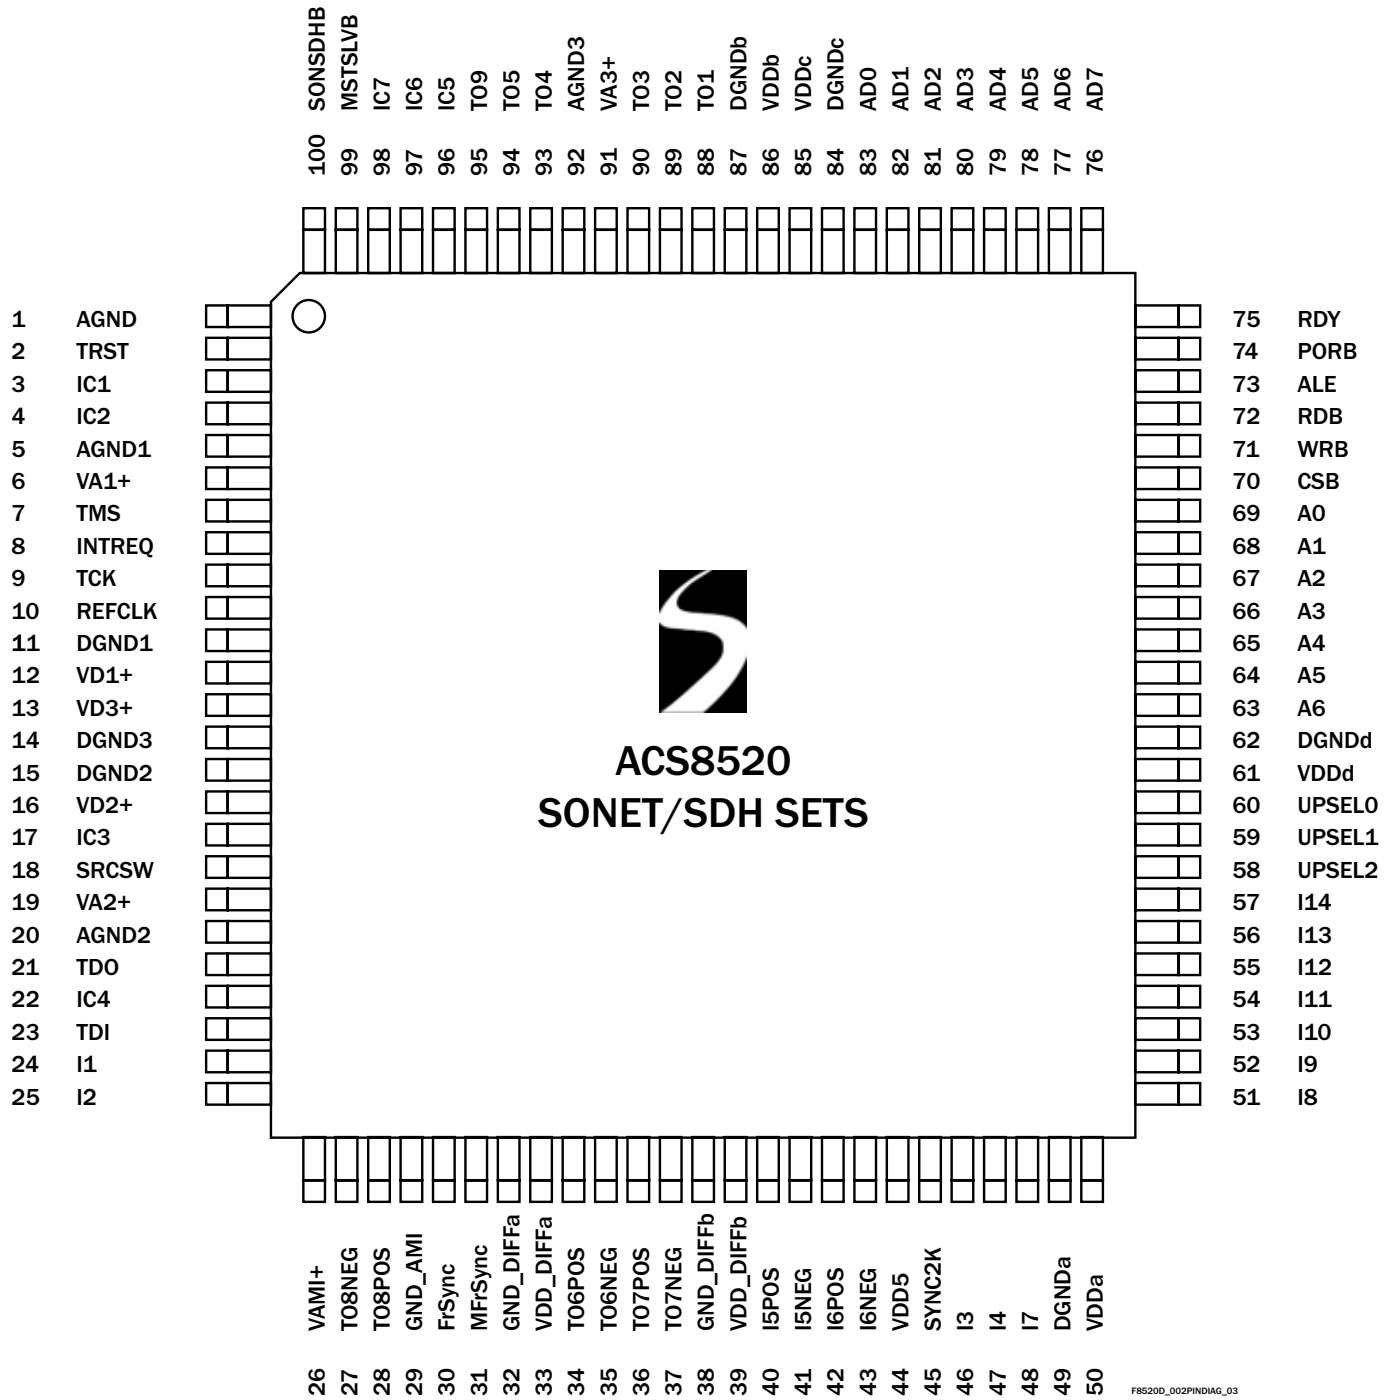 100 SONSDHB
99 MSTSLVB
98 IC7
97 IC6
96 IC5
95 TO9
94 TO5
93 TO4
92 AGND3
91 VA3+
90 TO3
89 TO2
88 TO1
87 DGNDb
86 VDDb
85 VDDc
84 DGNDc
83 AD0
82 AD1
81 AD2
80 AD3
79 AD4
78 AD5
77 AD6
76 AD7
1 AGND
2 TRST
3 IC1
4 IC2
5 AGND1
6 VA1+
7 TMS
8 INTREQ
9 TCK
10 REFCLK
11 DGND1
12 VD1+
13 VD3+
14 DGND3
15 DGND2
16 VD2+
17 IC3
18 SRCSW
19 VA2+
20 AGND2
21 TDO
22 IC4
23 TDI
24 I1
25 I2
ACS8520
SONET/SDH SETS
75 RDY
74 PORB
73 ALE
72 RDB
71 WRB
70 CSB
69 A0
68 A1
67 A2
66 A3
65 A4
64 A5
63 A6
62 DGNDd
61 VDDd
60 UPSEL0
59 UPSEL1
58 UPSEL2
57 I14
56 I13
55 I12
54 I11
53 I10
52 I9
51 I8
26 VAMI+
27 TO8NEG
28 TO8POS
29 GND_AMI
30 FrSync
31 MFrSync
32 GND_DIFFa
33 VDD_DIFFa
34 TO6POS
35 TO6NEG
36 TO7POS
37 TO7NEG
38 GND_DIFFb
39 VDD_DIFFb
40 I5POS
41 I5NEG
42 I6POS
43 I6NEG
44 VDD5
45 SYNC2K
46 I3
47 I4
48 I7
49 DGNDa
50 VDDa
F8520D_002PINDIAG_03